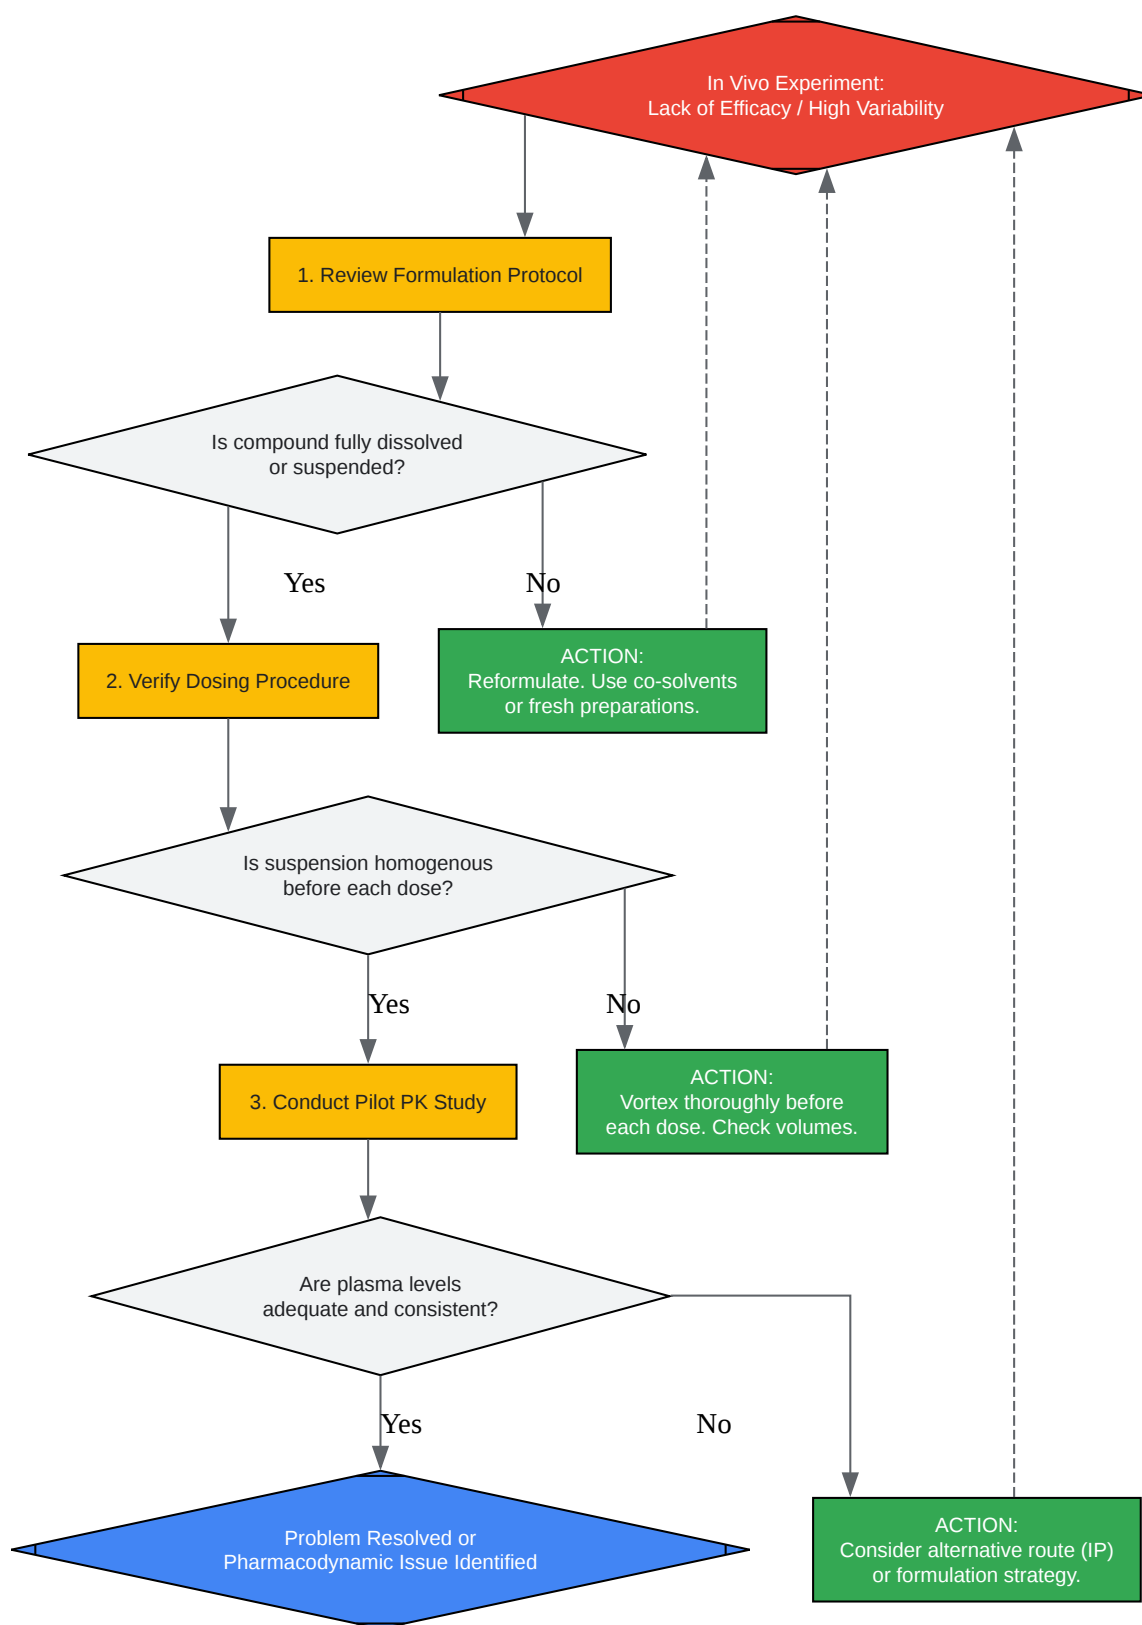 In Vivo Experiment:
Lack of Efficacy / High Variability
1. Review Formulation Protocol
Is compound fully dissolved
or suspended?
Yes
No
2. Verify Dosing Procedure
ACTION:
Reformulate. Use co-solvents
or fresh preparations.
Is suspension homogenous
before each dose?
Yes
No
3. Conduct Pilot PK Study
ACTION:
Vortex thoroughly before
each dose. Check volumes.
Are plasma levels
adequate and consistent?
Yes
No
Problem Resolved or
Pharmacodynamic Issue Identified
ACTION:
Consider alternative route (IP)
or formulation strategy.